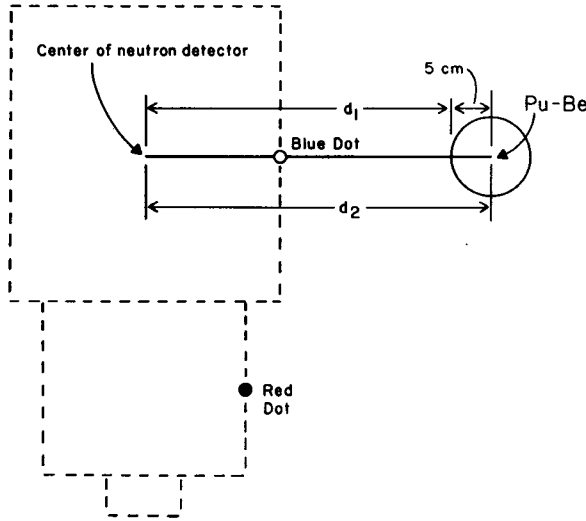 Center of neutron detector
5 cm
d1
Pu-Be
Blue Dot
d2
Red
Dot